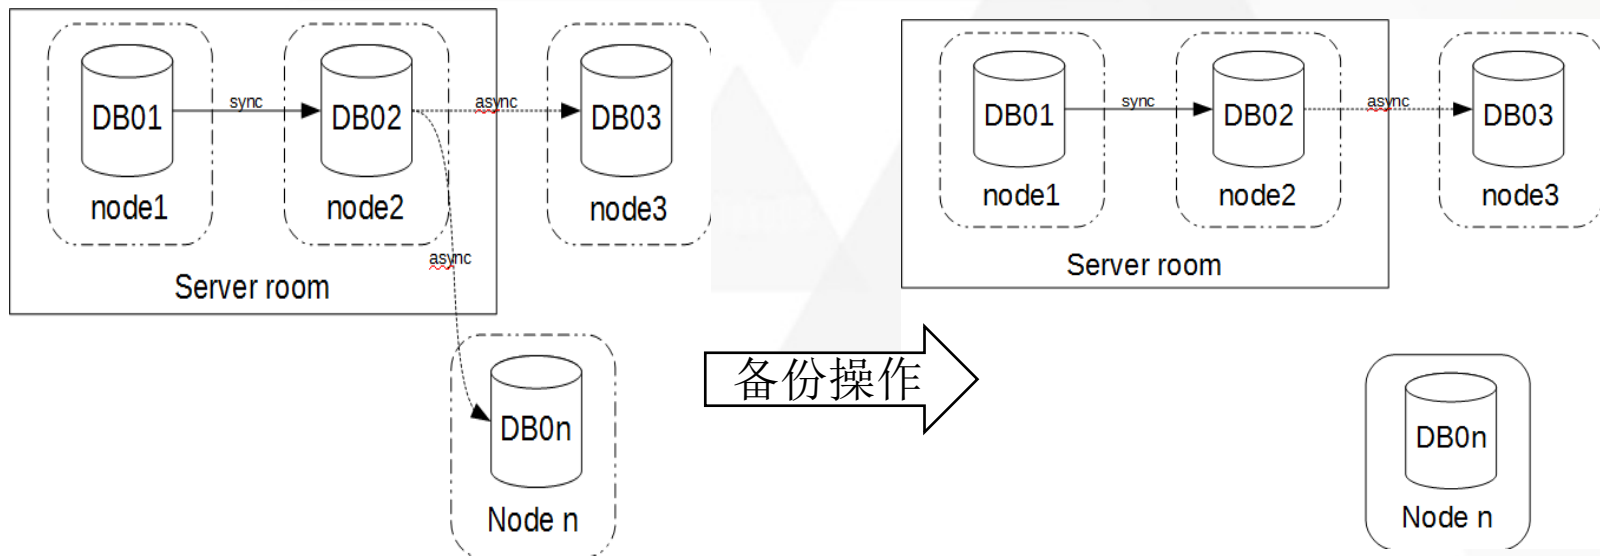 DB01
sync
DB02
async
DB03
node1
node2
node3
async
Server room
DB0n
Node n
备份操作
DB01
sync
DB02
async
DB03
node1
node2
node3
Server room
DB0n
Node n